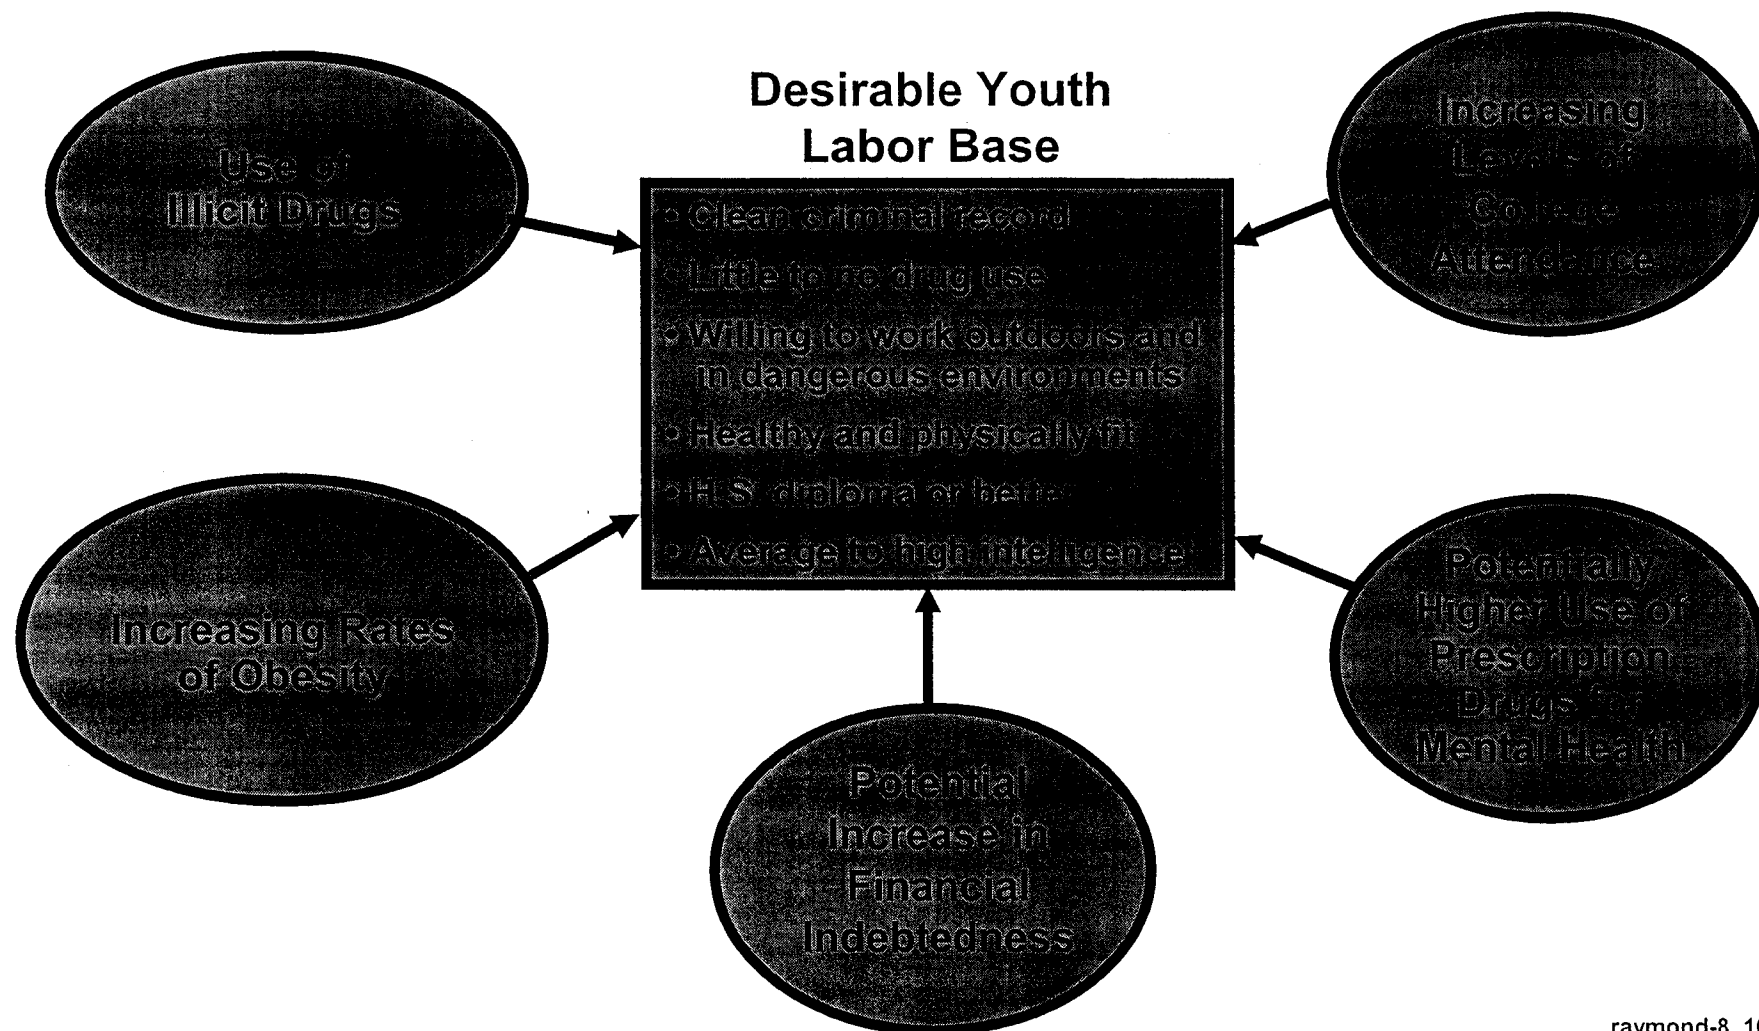 Desirable Youth
Labor Base
Use of
Illicit Drugs
• Clean criminal record
• Little to no drug use
• Willing to work outdoors and
in dangerous environments
• Healthy and physically fit
• H.S. diploma or better
• Average to high intelligence
Increasing
Levels of
College
Attendance
Increasing Rates
of Obesity
Potential
Increase in
Financial
Indebtedness
Potentially
Higher Use of
Prescription
Drugs for
Mental Health